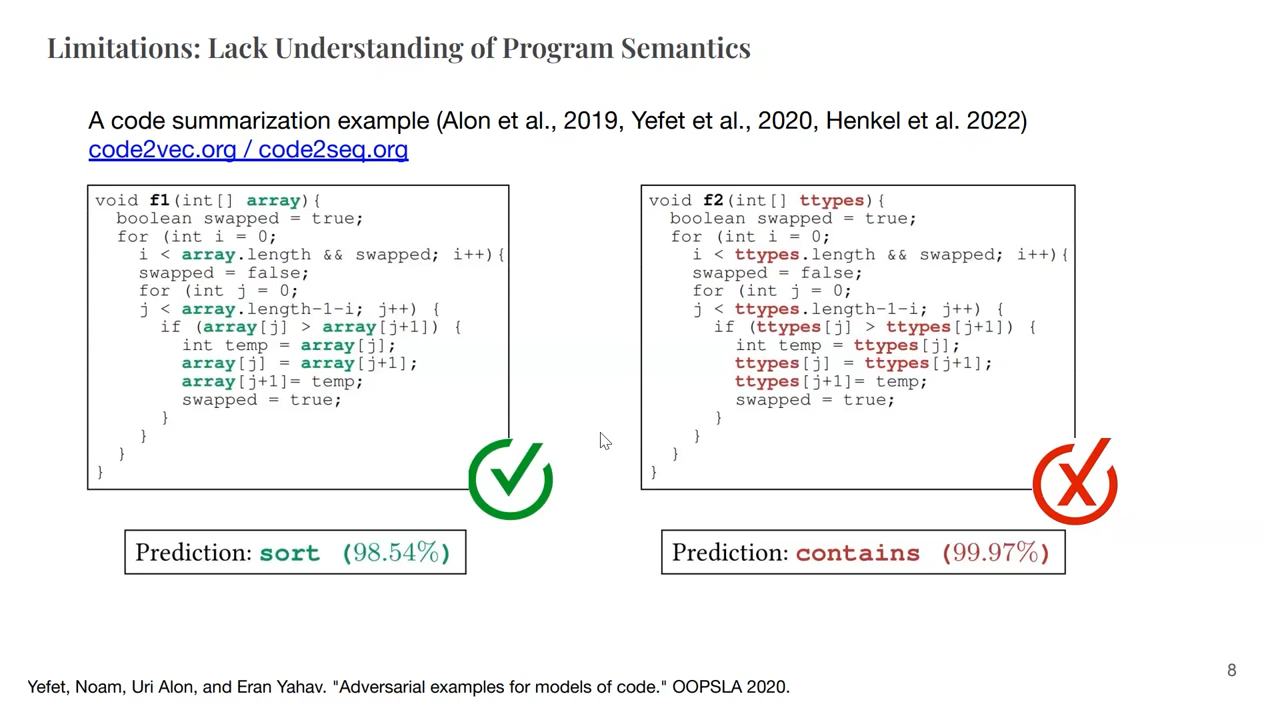 Limitations: Lack Understanding of Program Semantics
A code summarization example (Alon et al., 2019, Yefet et al., 2020, Henkel et al. 2022)
code2vec.org / code2seq.org
void f1(int[] array){
boolean swapped = true;
for (int i = 0;
i < array.length && swapped; i++){
swapped = false;
for (int j = 0;
j < array.length-1-i; j++) {
if (array[j] > array[j+1]) {
int temp = array[j];
array[j] = array[j+1];
array[j+1]= temp;
swapped = true;
}
}
}
}
Prediction: sort (98.54%)
void f2(int[] ttypes){
boolean swapped = true;
for (int i = 0;
i < ttypes.length && swapped; i++){
swapped = false;
for (int j = 0;
j < ttypes.length-1-i; j++) {
if (ttypes[j] > ttypes[j+1]) {
int temp = ttypes[j];
ttypes[j] = ttypes[j+1];
ttypes[j+1]= temp;
swapped = true;
}
}
}
}
Prediction: contains (99.97%)
8
Yefet, Noam, Uri Alon, and Eran Yahav. "Adversarial examples for models of code." OOPSLA 2020.